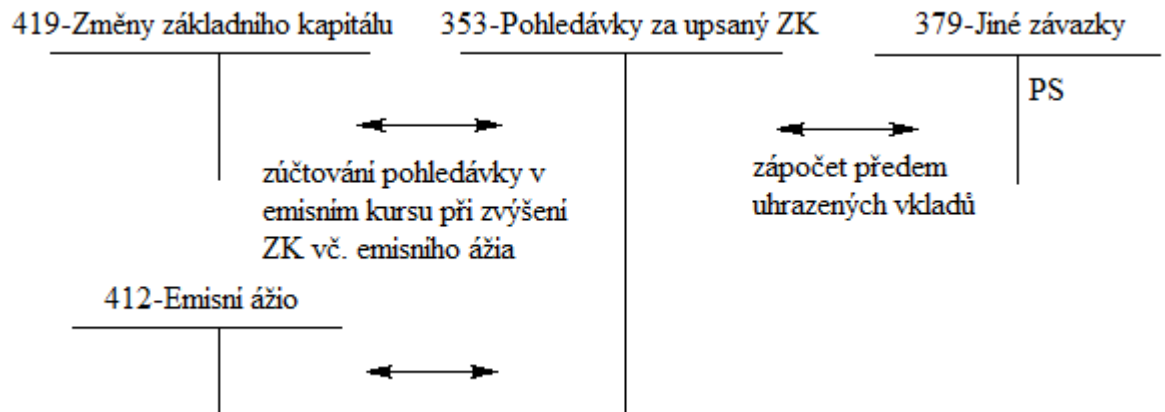 419-Změny základního kapitálu
353-Pohledávky za upsaný ZK
379-Jiné závazky
PS
zúčtování pohledávky v
emisním kursu při zvýšení
ZK vč. emisního ážia
zápočet předem
uhrazených vkladů
412-Emisní ážio